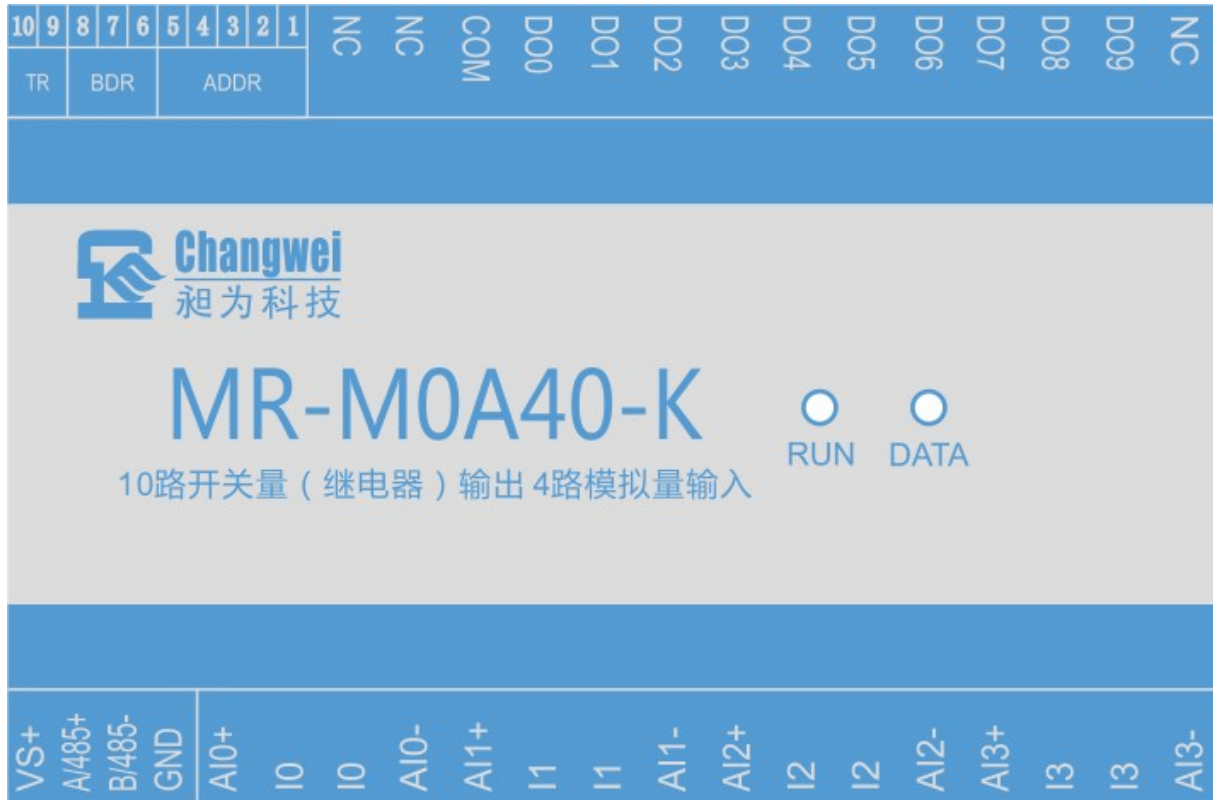 10 9 8 7 6 5 4 3 2 1
TR BDR ADDR
NC NC COM DO0 DO1 DO2 DO3 DO4 DO5 DO6 DO7 DO8 DO9 NC
Changwei
昶为科技
MR-M0A40-K
RUN DATA
10路开关量（继电器）输出 4路模拟量输入
VS+ A/485+ B/485- GND AI0+ I0 I0 AI0- AI1+ I1 I1 AI1- AI2+ I2 I2 AI2- AI3+ I3 I3 AI3-